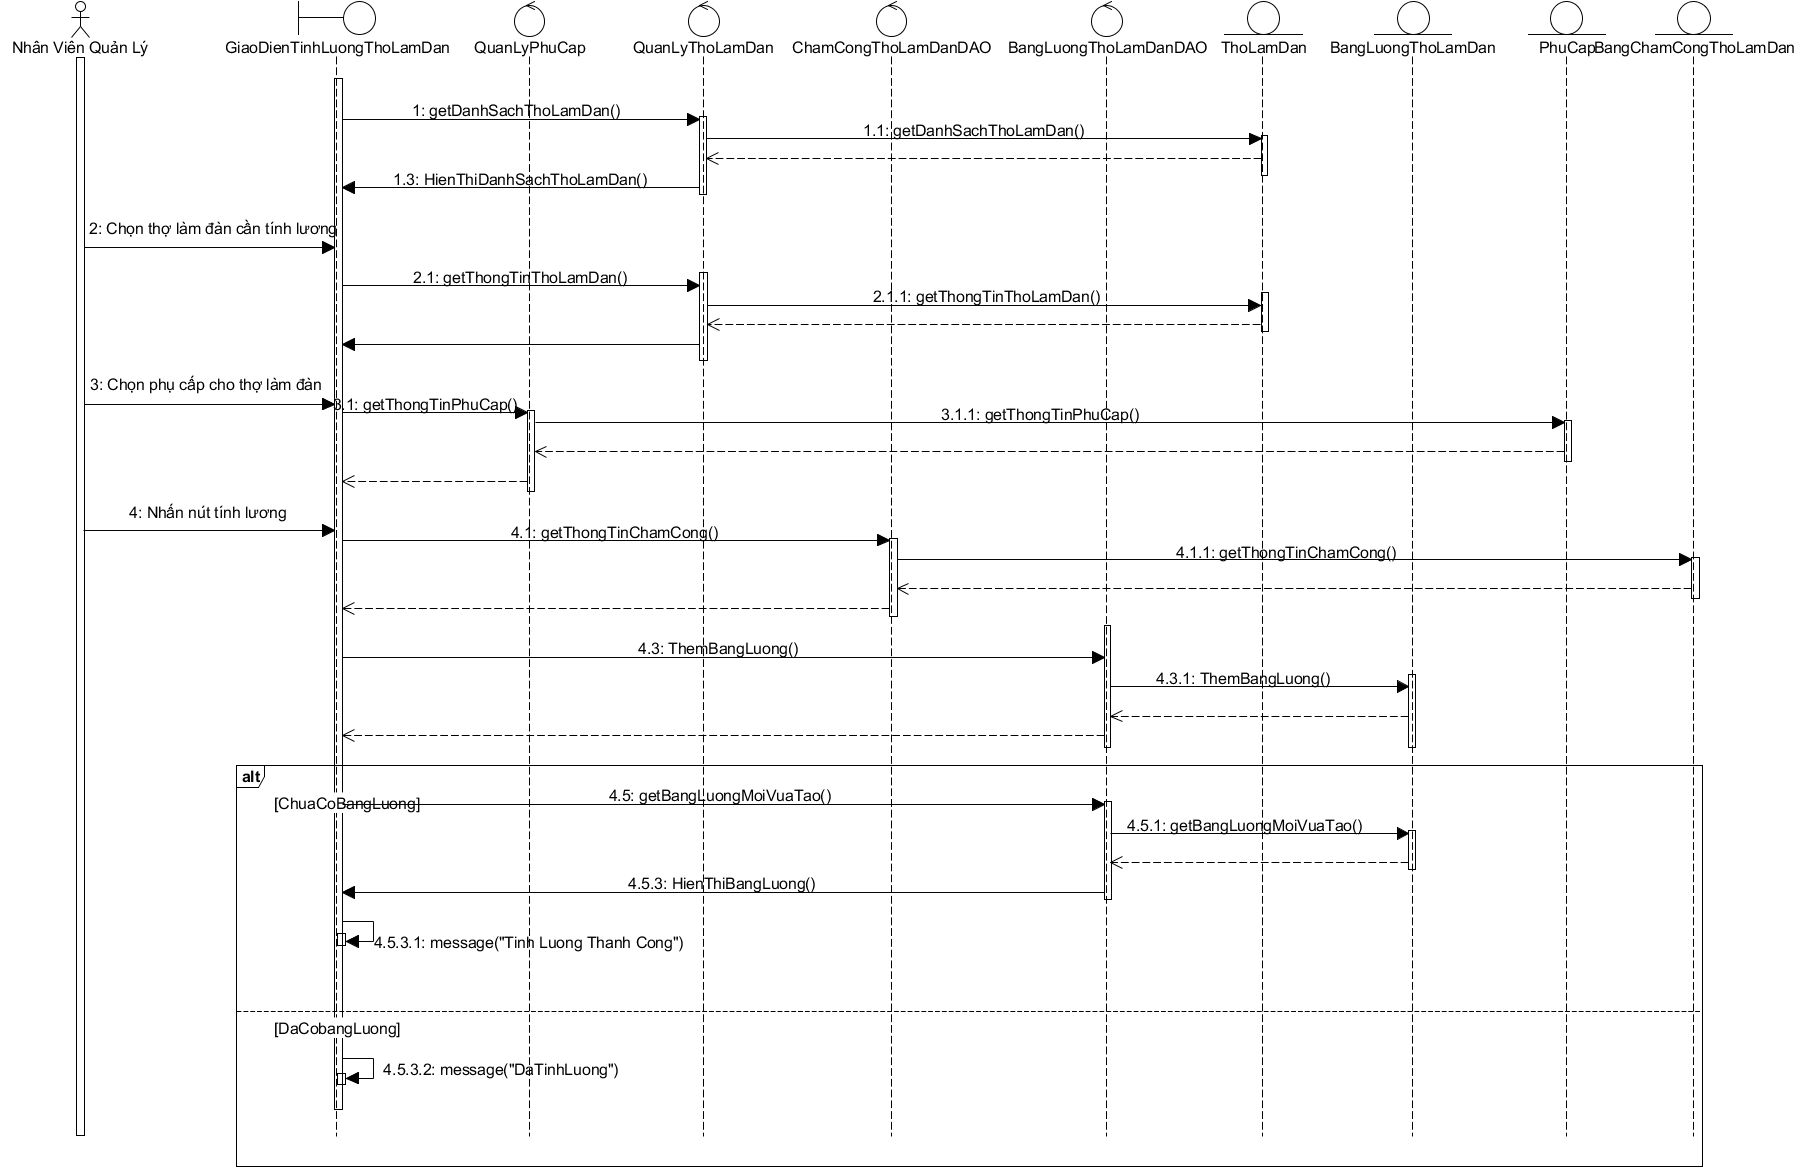 Nhân Viên Quản Lý
GiaoDienTinhLuongThoLamDan
QuanLyPhuCap
QuanLyThoLamDan
ChamCongThoLamDanDAO
BangLuongThoLamDanDAO
ThoLamDan
BangLuongThoLamDan
PhuCap
BangChamCongThoLamDan
1: getDanhSachThoLamDan()
1.1: getDanhSachThoLamDan()
1.3: HienThiDanhSachThoLamDan()
2: Chọn thợ làm đàn cần tính lương
2.1: getThongTinThoLamDan()
2.1.1: getThongTinThoLamDan()
3: Chọn phụ cấp cho thợ làm đàn
3.1: getThongTinPhuCap()
3.1.1: getThongTinPhuCap()
4: Nhấn nút tính lương
4.1: getThongTinChamCong()
4.1.1: getThongTinChamCong()
4.3: ThemBangLuong()
4.3.1: ThemBangLuong()
alt
[ChuaCoBangLuong]
4.5: getBangLuongMoiVuaTao()
4.5.1: getBangLuongMoiVuaTao()
4.5.3: HienThiBangLuong()
4.5.3.1: message("Tinh Luong Thanh Cong")
[DaCobangLuong]
4.5.3.2: message("DaTinhLuong")